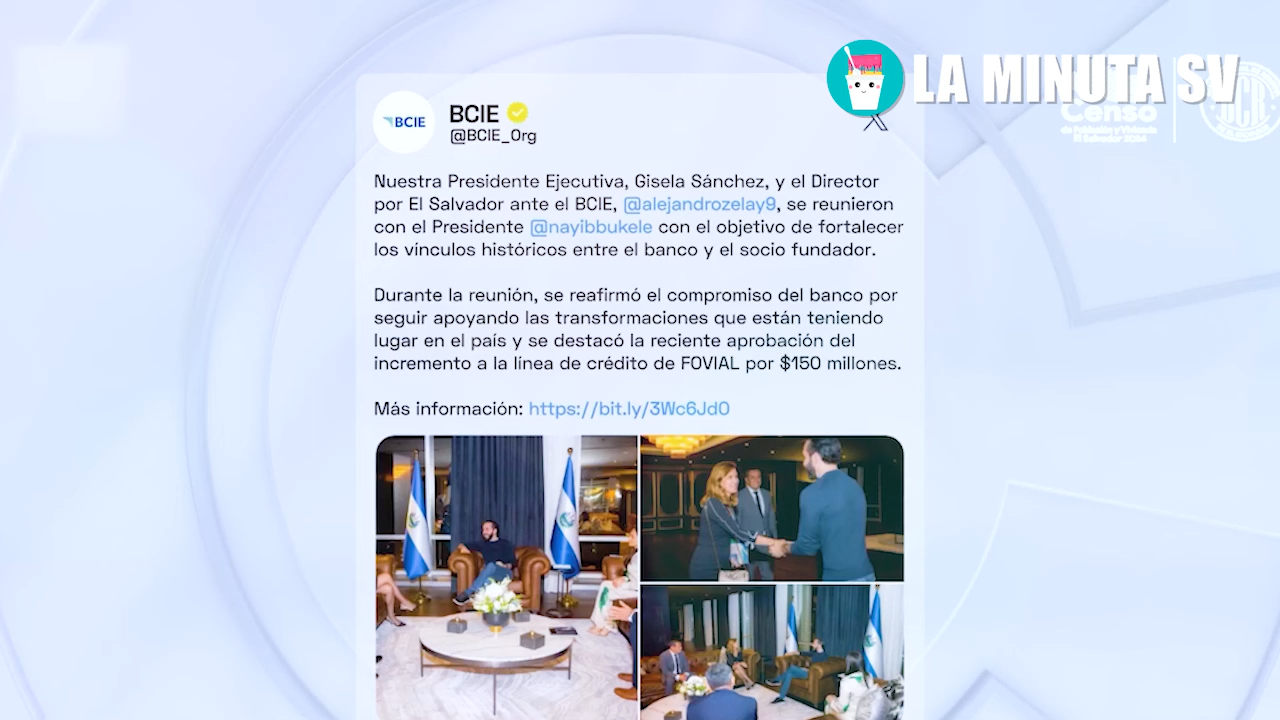 LA MINUTA SV
Censo
de Población y Vivienda
El Salvador 2024
BCR
BCIE
BCIE
@BCIE_Org
Nuestra Presidente Ejecutiva, Gisela Sánchez, y el Director
por El Salvador ante el BCIE, @alejandrozelay9, se reunieron
con el Presidente @nayibbukele con el objetivo de fortalecer
los vínculos históricos entre el banco y el socio fundador.
Durante la reunión, se reafirmó el compromiso del banco por
seguir apoyando las transformaciones que están teniendo
lugar en el país y se destacó la reciente aprobación del
incremento a la línea de crédito de FOVIAL por $150 millones.
Más información: https://bit.ly/3Wc6Jd0